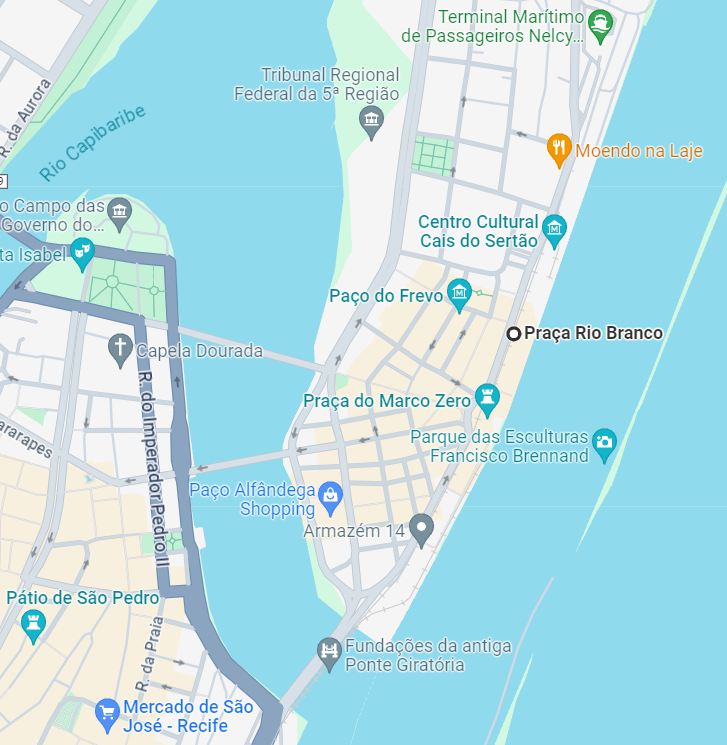 Terminal Marítimo
de Passageiros Nelcy...
Tribunal Regional
Federal da 5ª Região
R. da Aurora
Rio Capibaribe
Moendo na Laje
9
o Campo das
Governo do...
ta Isabel
Centro Cultural
Cais do Sertão
Paço do Frevo
Praça Rio Branco
Capela Dourada
Praça do Marco Zero
ararapes
R. do Imperador Pedro II
Parque das Esculturas
Francisco Brennand
Paço Alfândega
Shopping
Armazém 14
Pátio de São Pedro
R. da Praia
Fundações da antiga
Ponte Giratória
Mercado de São
José - Recife